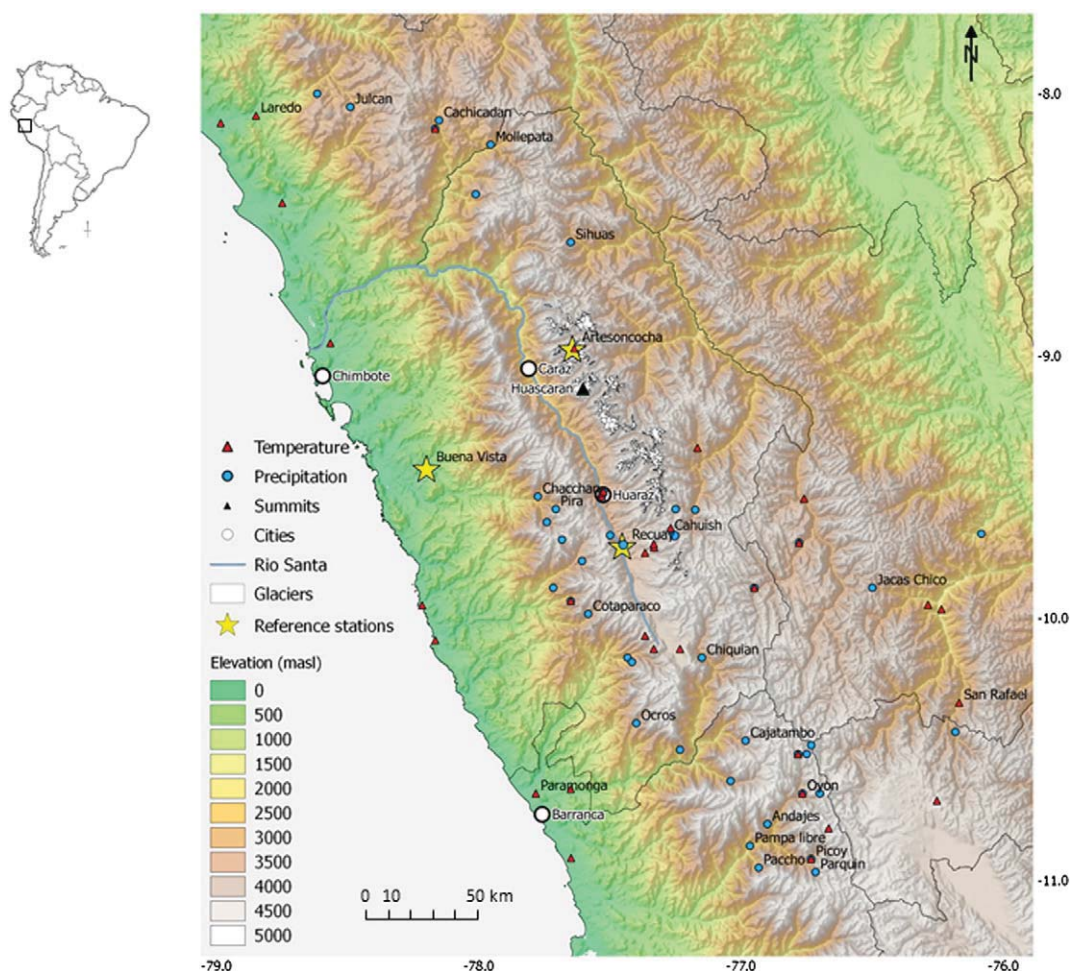 N
-8.0
Laredo
Julcan
Cachicadan
Mollepata
Sihuas
-9.0
Artesoncocha
Caraz
Huascaran
Chimbote
Buena Vista
Temperature
Precipitation
Summits
Cities
Rio Santa
Glaciers
Reference stations
Chacchan
Pira
Huaraz
Cahuish
Recuay
Jacas Chico
Cotaparaco
-10.0
Chiquian
San Rafael
Ocros
Cajatambo
Elevation (masl)
0
500
1000
1500
2000
2500
3000
3500
4000
4500
5000
Paramonga
Oyon
Barranca
Andajes
Pampa libre
Picoy
Paccho
Parquin
-11.0
0 10 50 km
-79.0 -78.0 -77.0 -76.0